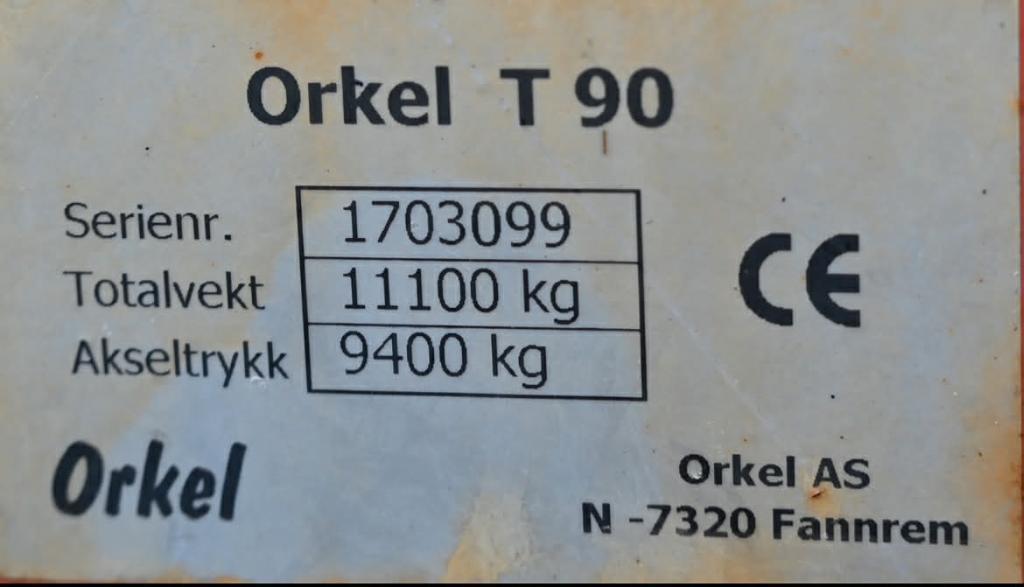 Orkel T 90
Serienr. 1703099
Totalvekt 11100 kg
Akseltrykk 9400 kg
CE
Orkel
Orkel AS
N -7320 Fannrem